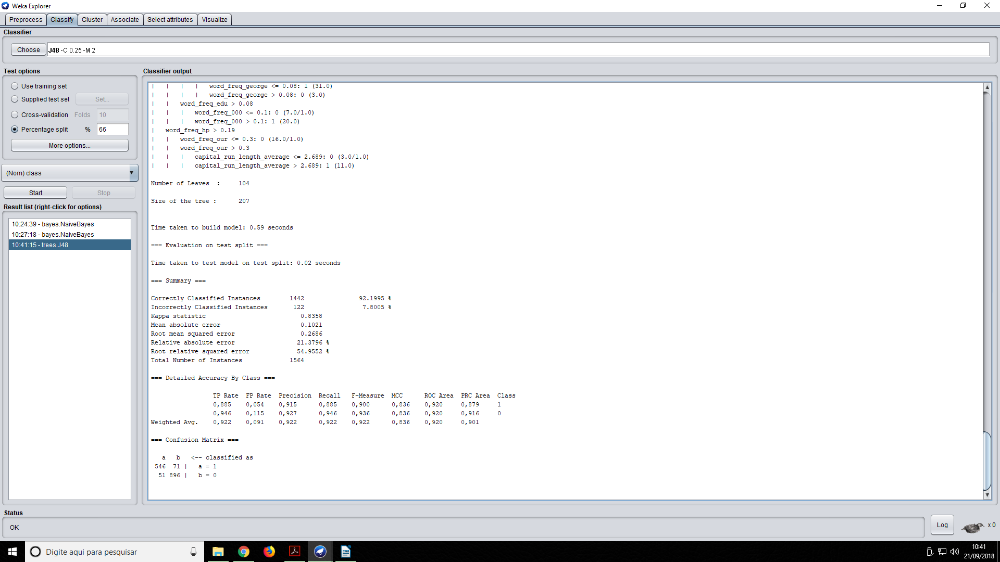 Weka Explorer
Preprocess Classify Cluster Associate Select attributes Visualize
Classifier
Choose J48 -C 0.25 -M 2
Test options
Use training set
Supplied test set Set...
Cross-validation Folds 10
Percentage split % 66
More options...
(Nom) class
Start Stop
Result list (right-click for options)
10:24:39 - bayes.NaiveBayes
10:27:18 - bayes.NaiveBayes
10:41:15 - trees.J48
Classifier output
| | | | word_freq_george <= 0.08: 1 (31.0)
| | | | word_freq_george > 0.08: 0 (3.0)
| | word_freq_edu > 0.08
| | | word_freq_000 <= 0.1: 0 (7.0/1.0)
| | | word_freq_000 > 0.1: 1 (20.0)
| word_freq_hp > 0.19
| | word_freq_our <= 0.3: 0 (16.0/1.0)
| | word_freq_our > 0.3
| | | capital_run_length_average <= 2.689: 0 (3.0/1.0)
| | | capital_run_length_average > 2.689: 1 (11.0)
Number of Leaves : 104
Size of the tree : 207
Time taken to build model: 0.59 seconds
=== Evaluation on test split ===
Time taken to test model on test split: 0.02 seconds
=== Summary ===
Correctly Classified Instances 1442 92.1995 %
Incorrectly Classified Instances 122 7.8005 %
Kappa statistic 0.8358
Mean absolute error 0.1021
Root mean squared error 0.2686
Relative absolute error 21.3796 %
Root relative squared error 54.9552 %
Total Number of Instances 1564
=== Detailed Accuracy By Class ===
TP Rate FP Rate Precision Recall F-Measure MCC ROC Area PRC Area Class
0,885 0,054 0,915 0,885 0,900 0,836 0,920 0,879 1
0,946 0,115 0,927 0,946 0,936 0,836 0,920 0,916 0
Weighted Avg. 0,922 0,091 0,922 0,922 0,922 0,836 0,920 0,901
=== Confusion Matrix ===
a b <-- classified as
546 71 | a = 1
51 896 | b = 0
Status
OK
Log
x 0
Digite aqui para pesquisar
10:41
21/09/2018